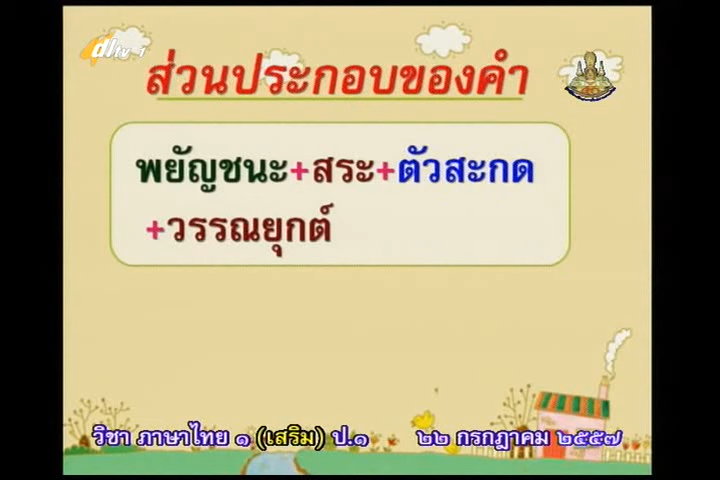 dltv-1
ส่วนประกอบของคำ
พยัญชนะ+สระ+ตัวสะกด
+วรรณยุกต์
วิชา ภาษาไทย ๑ (เสริม) ป.๑ ๒๒ กรกฎาคม ๒๕๕๗